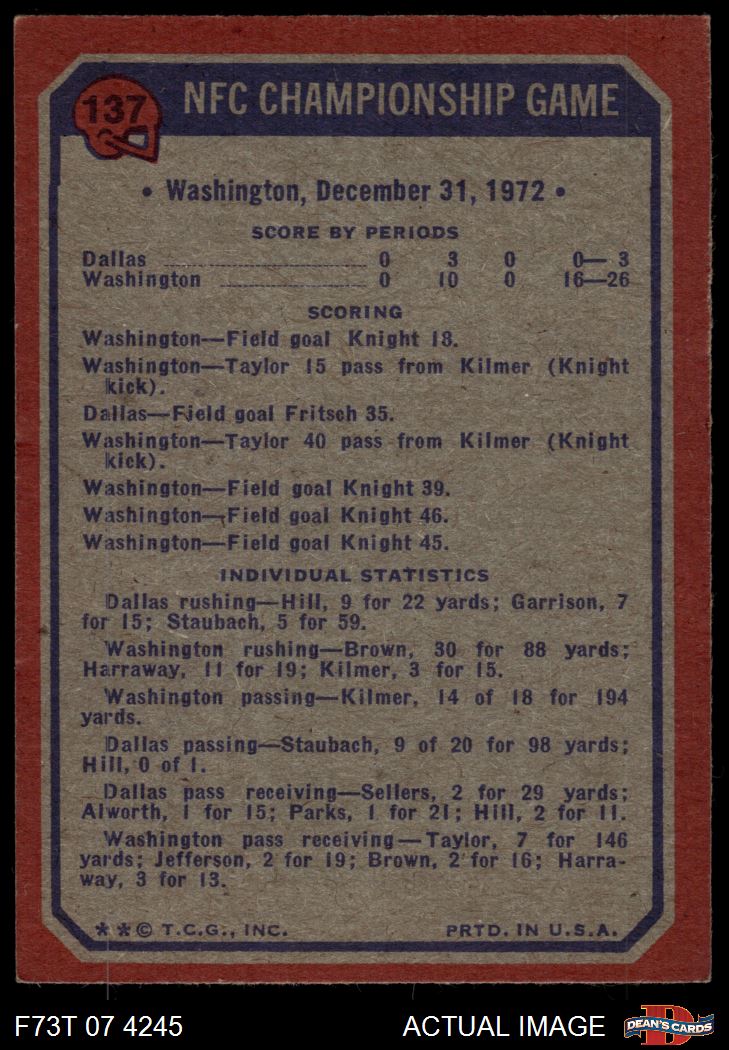 137 NFC CHAMPIONSHIP GAME
• Washington, December 31, 1972 •
SCORE BY PERIODS
Dallas 0 3 0 0— 3
Washington 0 10 0 16—26
SCORING
Washington—Field goal Knight 18.
Washington—Taylor 15 pass from Kilmer (Knight
kick).
Dallas—Field goal Fritsch 35.
Washington—Taylor 40 pass from Kilmer (Knight
kick).
Washington—Field goal Knight 39.
Washington—Field goal Knight 46.
Washington—Field goal Knight 45.
INDIVIDUAL STATISTICS
Dallas rushing—Hill, 9 for 22 yards; Garrison, 7
for 15; Staubach, 5 for 59.
Washington rushing—Brown, 30 for 88 yards;
Harraway, 11 for 19; Kilmer, 3 for 15.
Washington passing—Kilmer, 14 of 18 for 194
yards.
Dallas passing—Staubach, 9 of 20 for 98 yards;
Hill, 0 of 1.
Dallas pass receiving—Sellers, 2 for 29 yards;
Alworth, 1 for 15; Parks, 1 for 21; Hill, 2 for 11.
Washington pass receiving—Taylor, 7 for 146
yards; Jefferson, 2 for 19; Brown, 2 for 16; Harra-
way, 3 for 13.
* * © T.C.G., INC. PRTD. IN U.S.A.
F73T 07 4245 ACTUAL IMAGE D DEAN'S CARDS